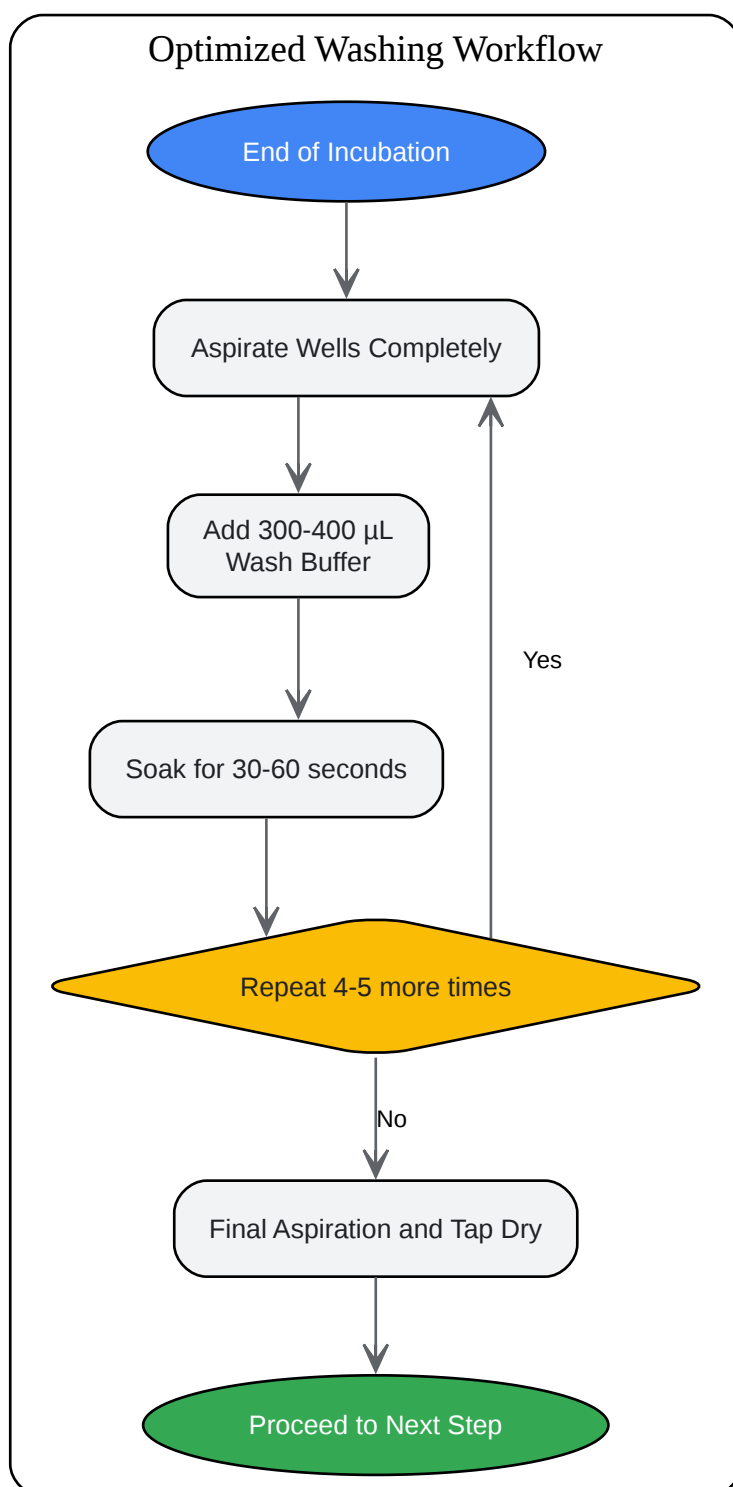 Optimized Washing Workflow
End of Incubation
Aspirate Wells Completely
Add 300-400 µL
Wash Buffer
Yes
Soak for 30-60 seconds
Repeat 4-5 more times
No
Final Aspiration and Tap Dry
Proceed to Next Step